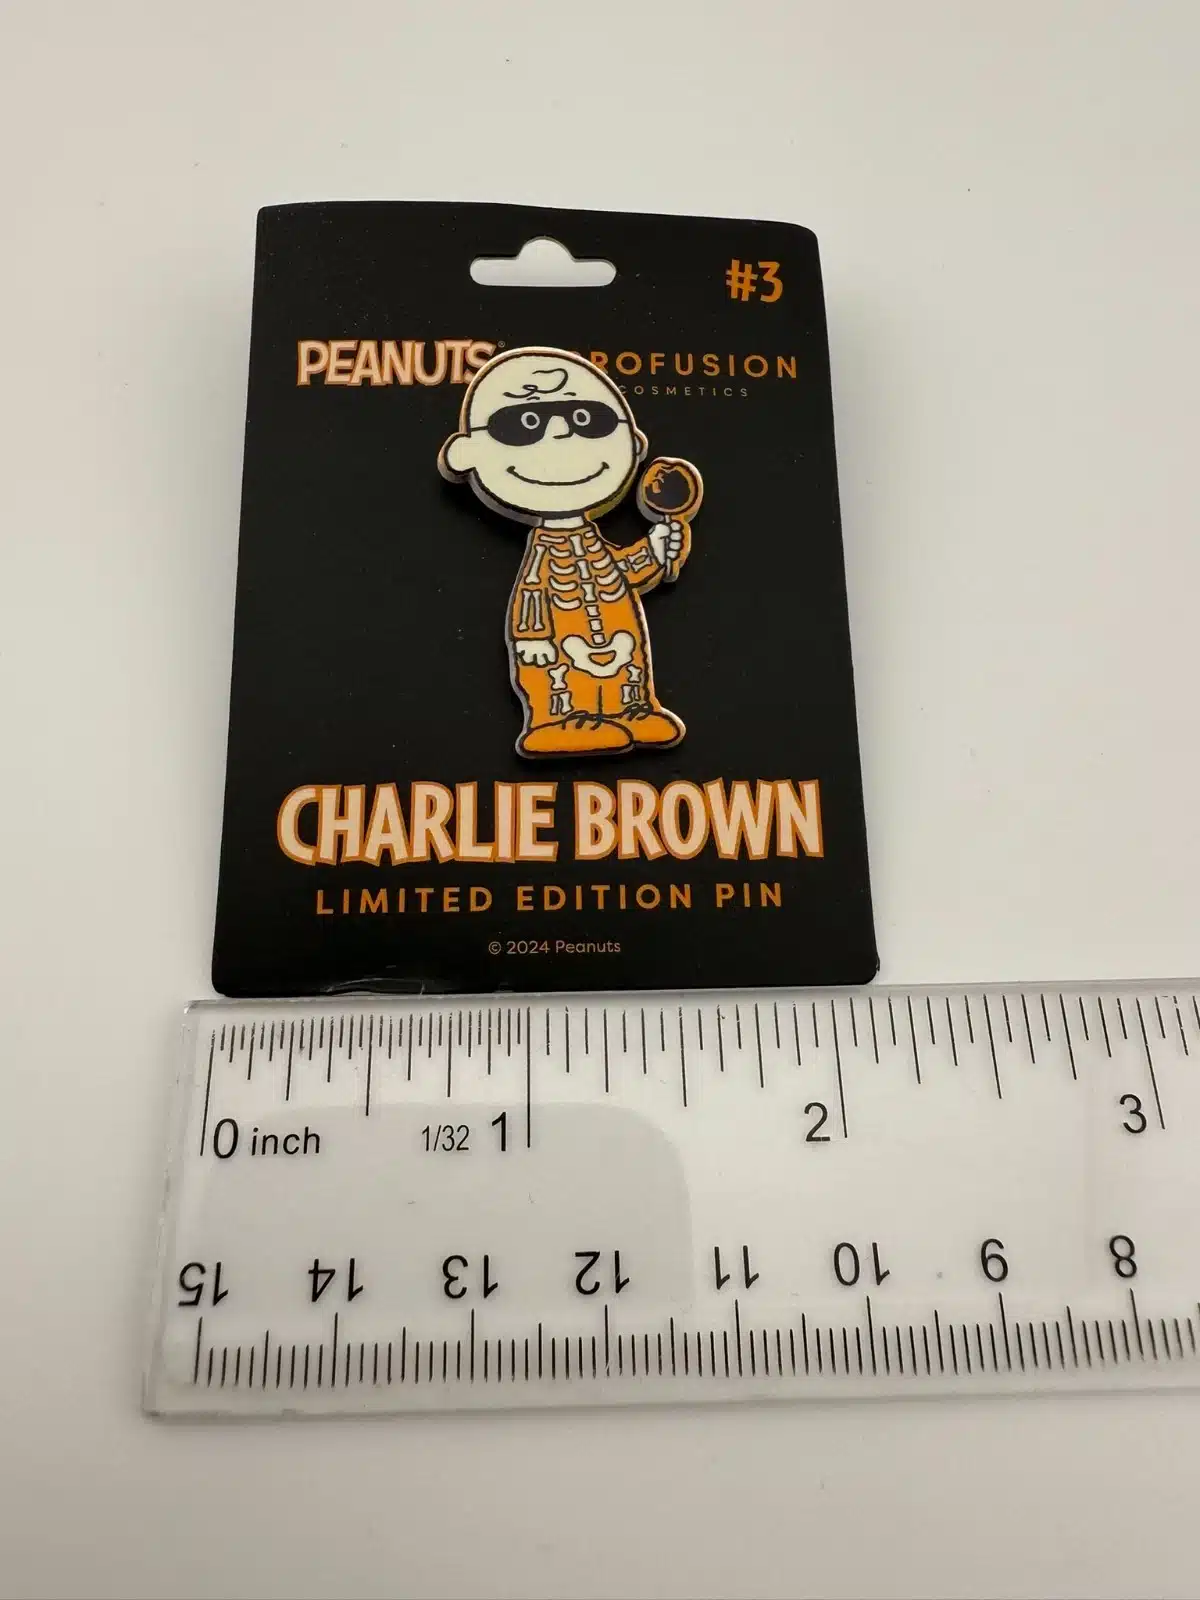 #3
PEANUTS® ROFUSION
COSMETICS
CHARLIE BROWN
LIMITED EDITION PIN
© 2024 Peanuts
0 inch 1/32 1 2 3
15 14 13 12 11 10 9 8